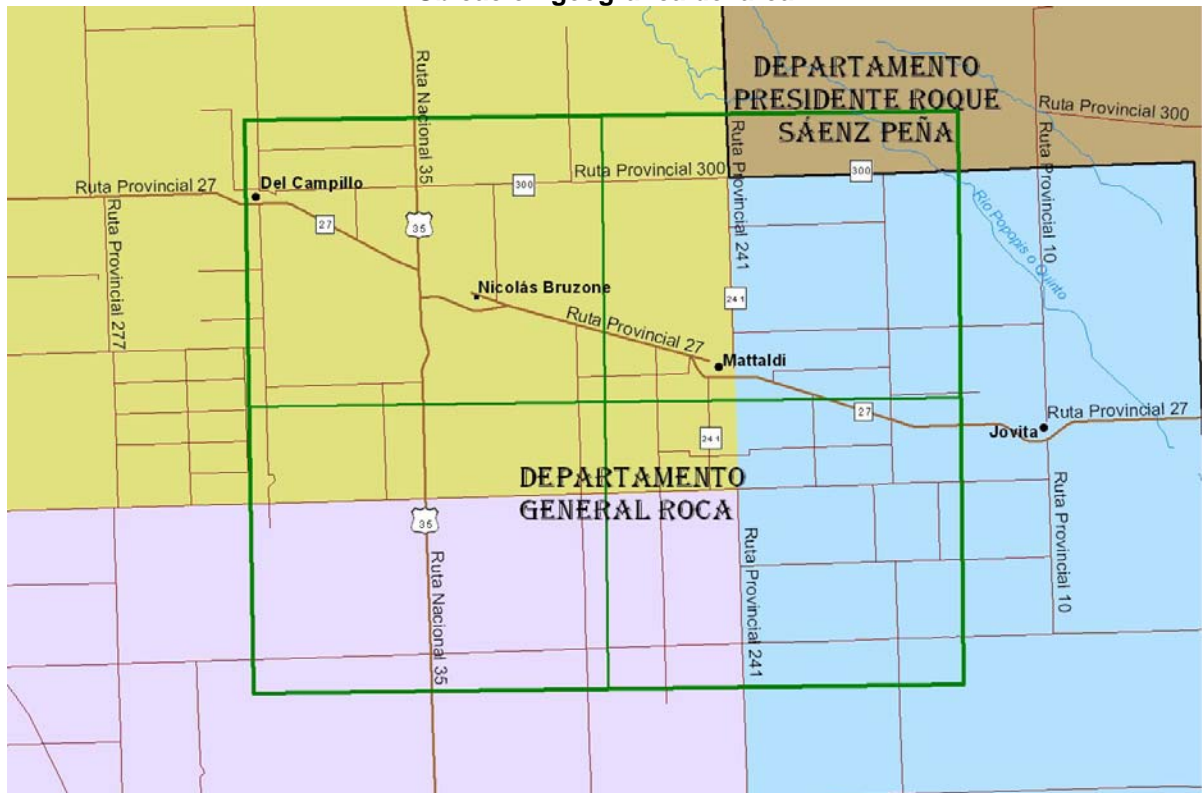 DEPARTAMENTO
PRESIDENTE ROQUE
SÁENZ PEÑA
Ruta Nacional 35
Ruta Provincial 300
Ruta Provincial 300
300
300
Ruta Provincial 27
Del Campillo
27
35
Ruta Provincial 241
Ruta Provincial 10
Ruta Provincial 277
Río Popopis o Quinto
Nicolás Bruzone
241
Ruta Provincial 27
Mattaldi
27
Ruta Provincial 27
Jovita
241
DEPARTAMENTO
GENERAL ROCA
35
Ruta Nacional 35
Ruta Provincial 241
Ruta Provincial 10